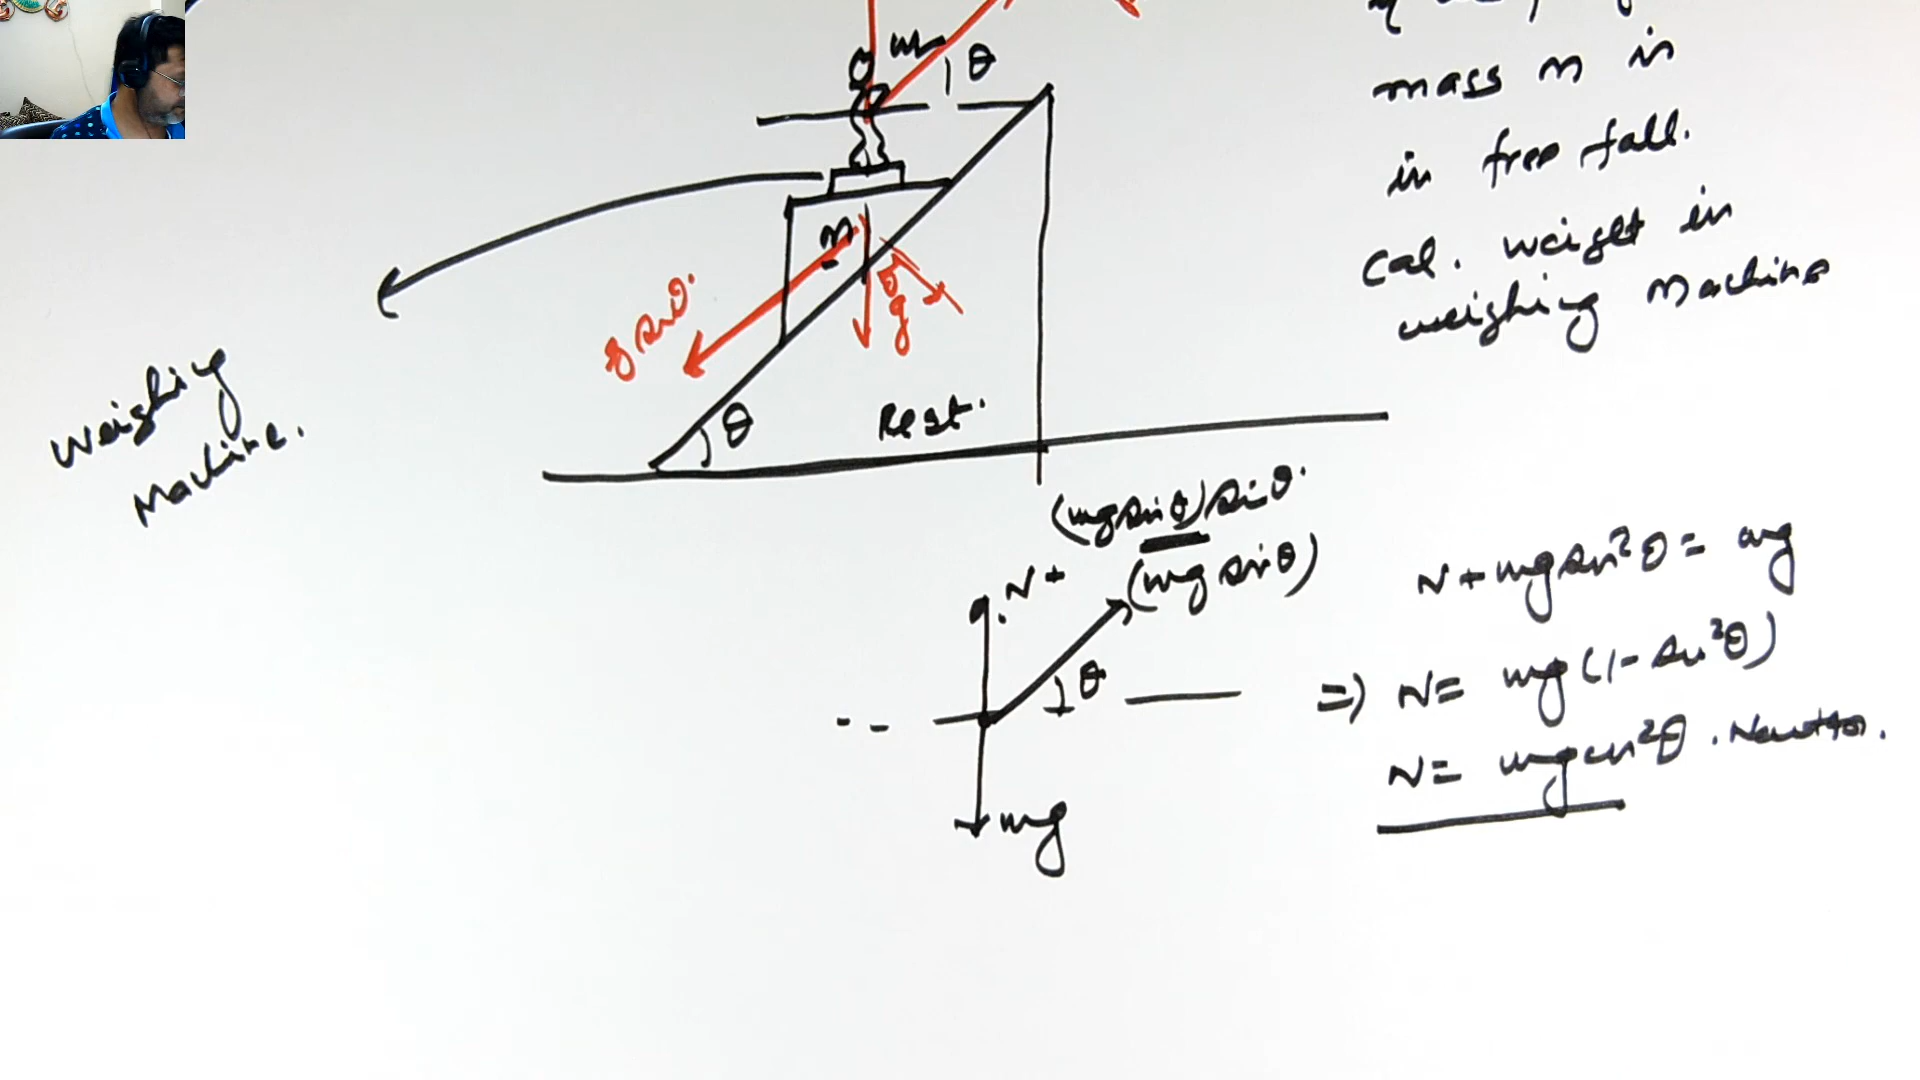 mass m is
in free fall.
Cal. weight in
weighing Machine
m
θ
m
θ
g
g sinθ.
θ
Rest.
Weighing
Machine.
(mg sinθ) sinθ.
N +
(mg sinθ)
θ
mg
N + mg sin²θ = mg
=) N = mg (1 - sin²θ)
N = mg cos²θ . Newton.